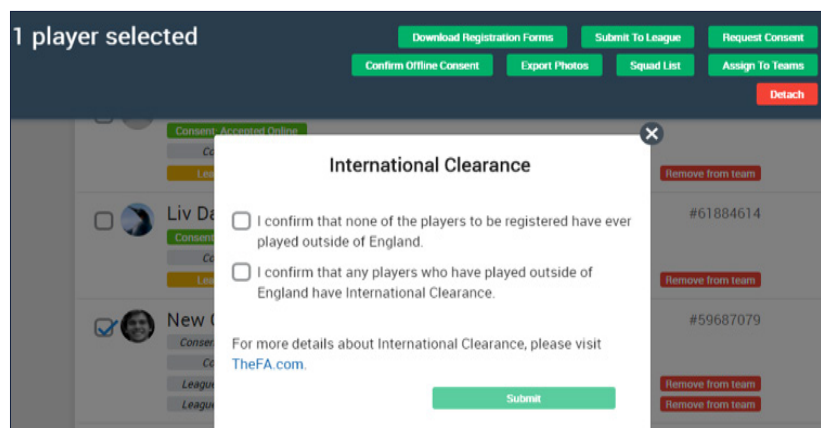 1 player selected
Download Registration Forms
Submit To League
Request Consent
Confirm Offline Consent
Export Photos
Squad List
Assign To Teams
Detach
Consent: Accepted Online
Remove from team
International Clearance
Liv
#61884614
I confirm that none of the players to be registered have ever
played outside of England.
I confirm that any players who have played outside of
England have International Clearance.
Remove from team
New
#59687079
For more details about International Clearance, please visit
TheFA.com.
Remove from team
Submit
Remove from team